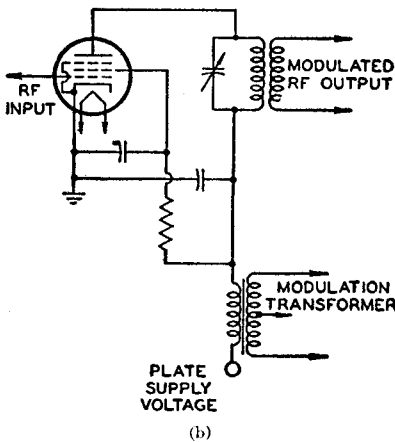 RF
INPUT
MODULATED
RF OUTPUT
MODULATION
TRANSFORMER
PLATE
SUPPLY
VOLTAGE
(b)